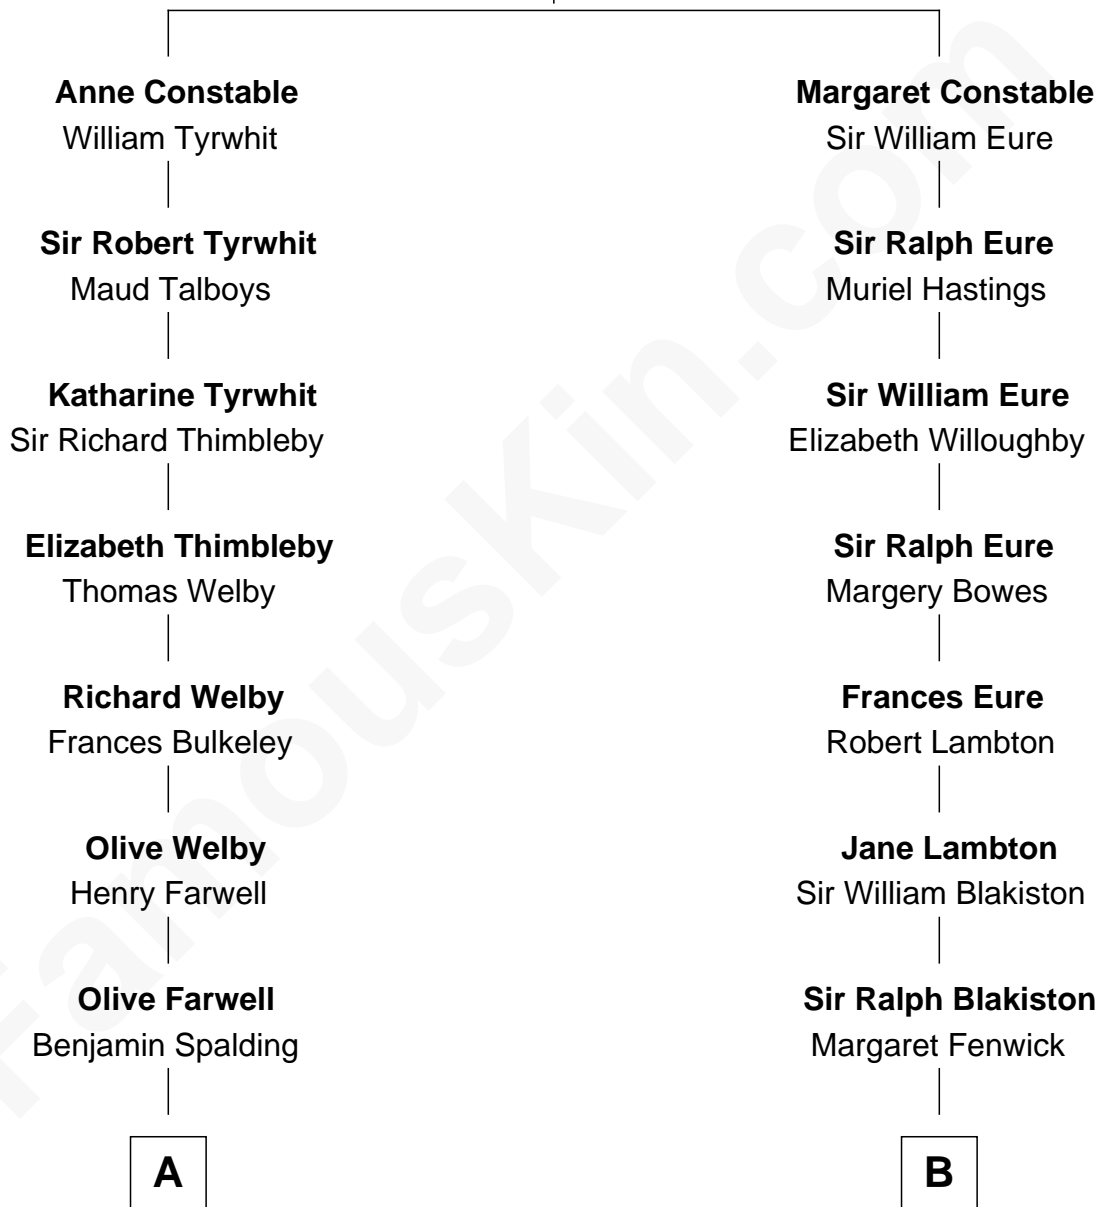 Anne Constable
William Tyrwhit
Sir Robert Tyrwhit
Maud Talboys
Katharine Tyrwhit
Sir Richard Thimbleby
Elizabeth Thimbleby
Thomas Welby
Richard Welby
Frances Bulkeley
Olive Welby
Henry Farwell
Olive Farwell
Benjamin Spalding
A
Margaret Constable
Sir William Eure
Sir Ralph Eure
Muriel Hastings
Sir William Eure
Elizabeth Willoughby
Sir Ralph Eure
Margery Bowes
Frances Eure
Robert Lambton
Jane Lambton
Sir William Blakiston
Sir Ralph Blakiston
Margaret Fenwick
B
FamousKin.com